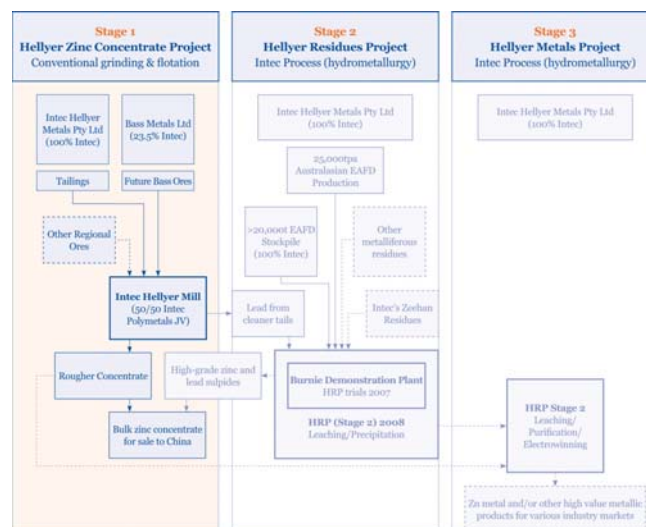 Stage 1
Hellyer Zinc Concentrate Project
Conventional grinding & flotation
Stage 2
Hellyer Residues Project
Intec Process (hydrometallurgy)
Stage 3
Hellyer Metals Project
Intec Process (hydrometallurgy)
Intec Hellyer
Metals Pty Ltd
(100% Intec)
Bass Metals Ltd
(23.5% Intec)
Intec Hellyer Metals Pty Ltd
(100% Intec)
Intec Hellyer Metals Pty Ltd
(100% Intec)
Tailings
Future Bass Ores
25,000tpa
Australasian EAFD
Production
Other Regional
Ores
>20,000t EAFD
Stockpile
(100% Intec)
Other
metalliferous
residues
Intec Hellyer Mill
(50/50 Intec
Polymetals JV)
Lead from
cleaner tails
Intec's Zeehan
Residues
Rougher Concentrate
High-grade zinc and
lead sulpides
Burnie Demonstration Plant
HRP trials 2007
HRP (Stage 2) 2008
Leaching/Precipitation
HRP Stage 2
Leaching/
Purification/
Electrowinning
Bulk zinc concentrate
for sale to China
Zn metal and/or other high value metallic
products for various industry markets